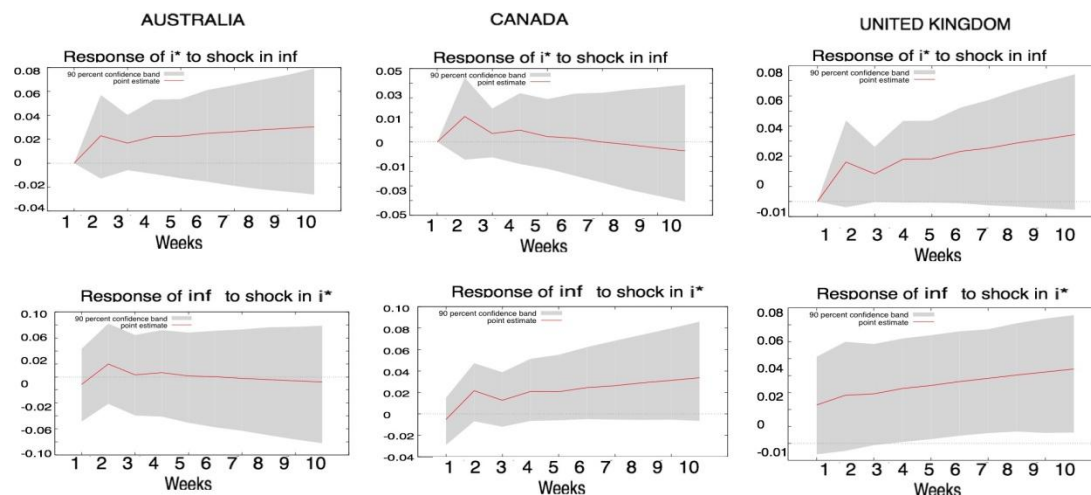 AUSTRALIA
CANADA
UNITED KINGDOM
Response of i* to shock in inf
90 percent confidence band
point estimate
0.08
0.06
0.04
0.02
0
-0.02
-0.04
1 2 3 4 5 6 7 8 9 10
Weeks
Response of i* to shock in inf
90 percent confidence band
point estimate
0.05
0.04
0.03
0.01
0
-0.01
-0.03
-0.05
1 2 3 4 5 6 7 8 9 10
Weeks
Response of i* to shock in inf
90 percent confidence band
point estimate
0.08
0.06
0.04
0.02
0
-0.01
1 2 3 4 5 6 7 8 9 10
Weeks
Response of inf to shock in i*
90 percent confidence band
point estimate
0.10
0.06
0.02
-0.02
-0.06
-0.10
1 2 3 4 5 6 7 8 9 10
Weeks
Response of inf to shock in i*
90 percent confidence band
point estimate
0.10
0.08
0.06
0.04
0.02
0
-0.02
-0.04
1 2 3 4 5 6 7 8 9 10
Weeks
Response of inf to shock in i*
90 percent confidence band
point estimate
0.08
0.06
0.04
0.02
0
-0.01
1 2 3 4 5 6 7 8 9 10
Weeks